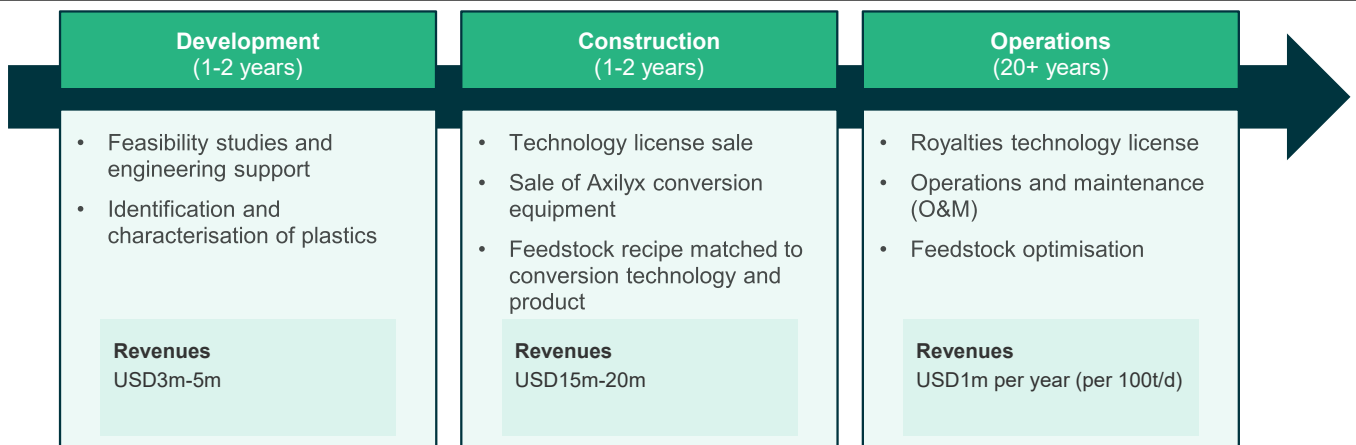 Development
(1-2 years)
• Feasibility studies and
engineering support
• Identification and
characterisation of plastics
Revenues
USD3m-5m
Construction
(1-2 years)
• Technology license sale
• Sale of Axilyx conversion
equipment
• Feedstock recipe matched to
conversion technology and
product
Revenues
USD15m-20m
Operations
(20+ years)
• Royalties technology license
• Operations and maintenance
(O&M)
• Feedstock optimisation
Revenues
USD1m per year (per 100t/d)